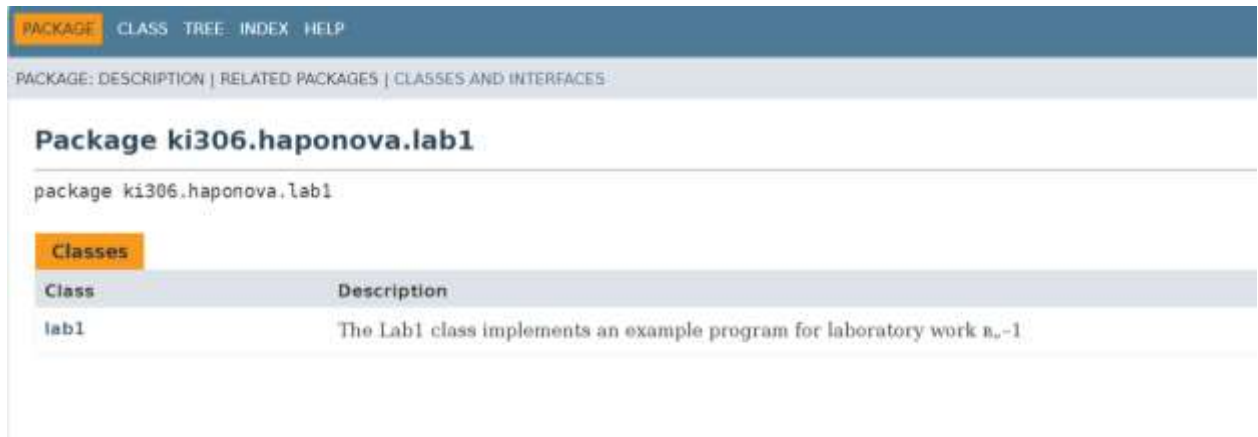 PACKAGE CLASS TREE INDEX HELP
PACKAGE: DESCRIPTION | RELATED PACKAGES | CLASSES AND INTERFACES
Package ki306.haponova.lab1
package ki306.haponova.lab1
Classes
Class Description
lab1 The Lab1 class implements an example program for laboratory work в„–1